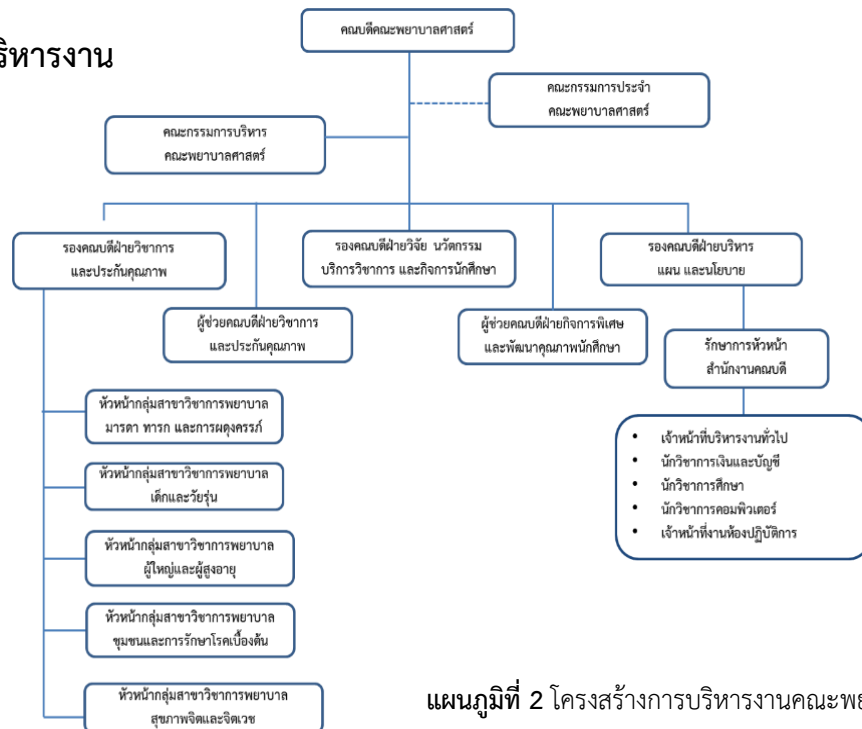 คณบดีคณะพยาบาลศาสตร์
ริหารงาน
คณะกรรมการประจำ
คณะพยาบาลศาสตร์
คณะกรรมการบริหาร
คณะพยาบาลศาสตร์
รองคณบดีฝ่ายวิชาการ
และประกันคุณภาพ
รองคณบดีฝ่ายวิจัย นวัตกรรม
บริการวิชาการ และกิจการนักศึกษา
รองคณบดีฝ่ายบริหาร
แผน และนโยบาย
ผู้ช่วยคณบดีฝ่ายวิชาการ
และประกันคุณภาพ
ผู้ช่วยคณบดีฝ่ายกิจการพิเศษ
และพัฒนาคุณภาพนักศึกษา
รักษาการหัวหน้า
สำนักงานคณบดี
หัวหน้ากลุ่มสาขาวิชาการพยาบาล
มารดา ทารก และการผดุงครรภ์
หัวหน้ากลุ่มสาขาวิชาการพยาบาล
เด็กและวัยรุ่น
หัวหน้ากลุ่มสาขาวิชาการพยาบาล
ผู้ใหญ่และผู้สูงอายุ
หัวหน้ากลุ่มสาขาวิชาการพยาบาล
ชุมชนและการรักษาโรคเบื้องต้น
หัวหน้ากลุ่มสาขาวิชาการพยาบาล
สุขภาพจิตและจิตเวช
• เจ้าหน้าที่บริหารงานทั่วไป
• นักวิชาการเงินและบัญชี
• นักวิชาการศึกษา
• นักวิชาการคอมพิวเตอร์
• เจ้าหน้าที่งานห้องปฏิบัติการ
แผนภูมิที่ 2 โครงสร้างการบริหารงานคณะพย